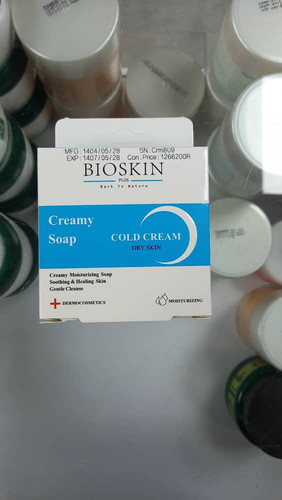 MFG : 1404/05/28 SN : Crm809
EXP : 1407/05/28 Con. Price : 1266200R
BIOSKIN
PLUS
Back To Nature
Creamy
Soap
COLD CREAM
DRY SKIN
Creamy Moisturizing Soap
Soothing & Healing Skin
Gentle Cleanse
DERMOCOSMETICS
MOISTURIZING